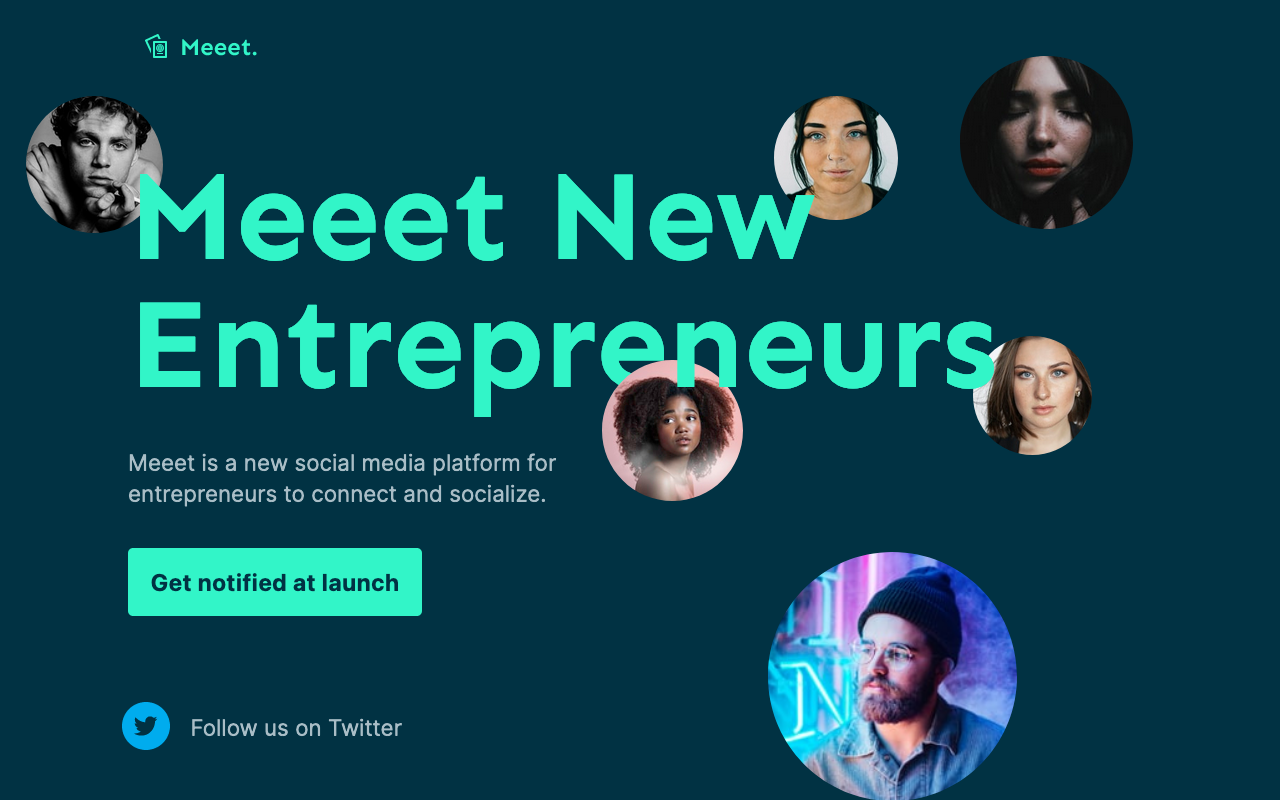 Meeet.
Meeet New
Entrepreneurs
Meeet is a new social media platform for
entrepreneurs to connect and socialize.
Get notified at launch
Follow us on Twitter